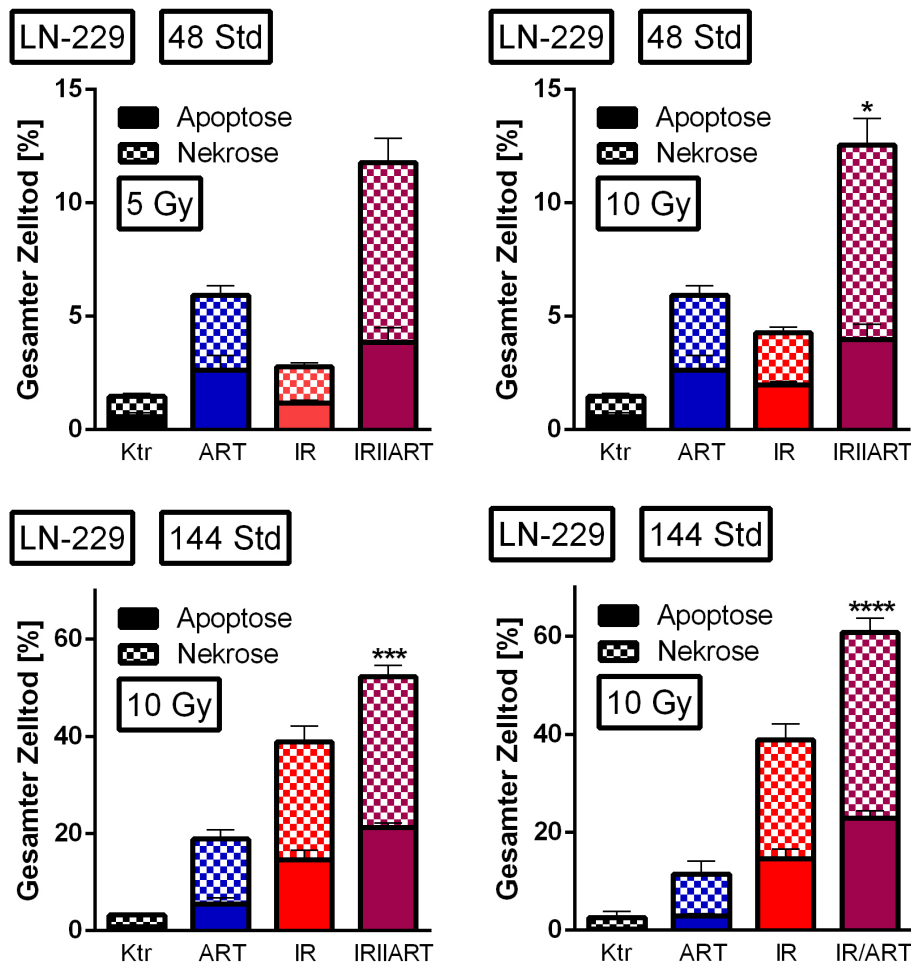 LN-229 48 Std
Gesamter Zelltod [%]
15
10
5
0
Apoptose
Nekrose
5 Gy
Ktr ART IR IRIIART
LN-229 48 Std
Gesamter Zelltod [%]
15
10
5
0
Apoptose
Nekrose
10 Gy
*
Ktr ART IR IRIIART
LN-229 144 Std
Gesamter Zelltod [%]
60
40
20
0
Apoptose
Nekrose
10 Gy
***
Ktr ART IR IRIIART
LN-229 144 Std
Gesamter Zelltod [%]
60
40
20
0
Apoptose
Nekrose
10 Gy
****
Ktr ART IR IR/ART